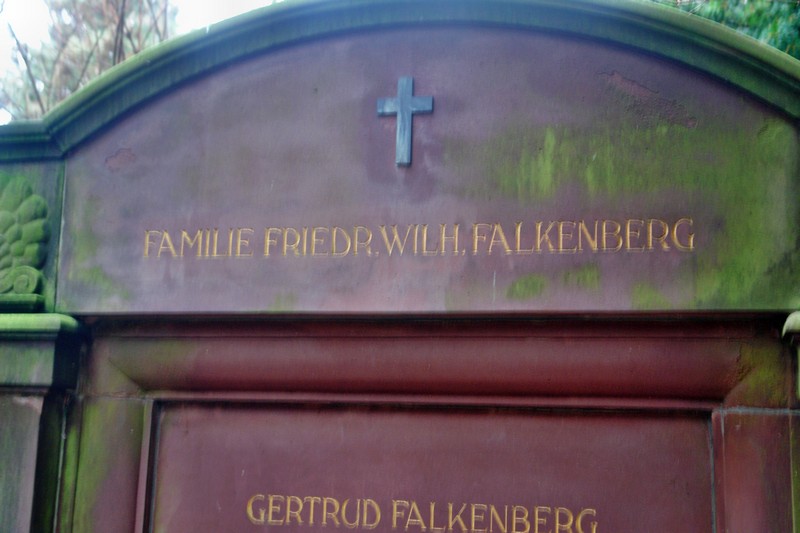 FAMILIE FRIEDR. WILH. FALKENBERG
GERTRUD FALKENBERG